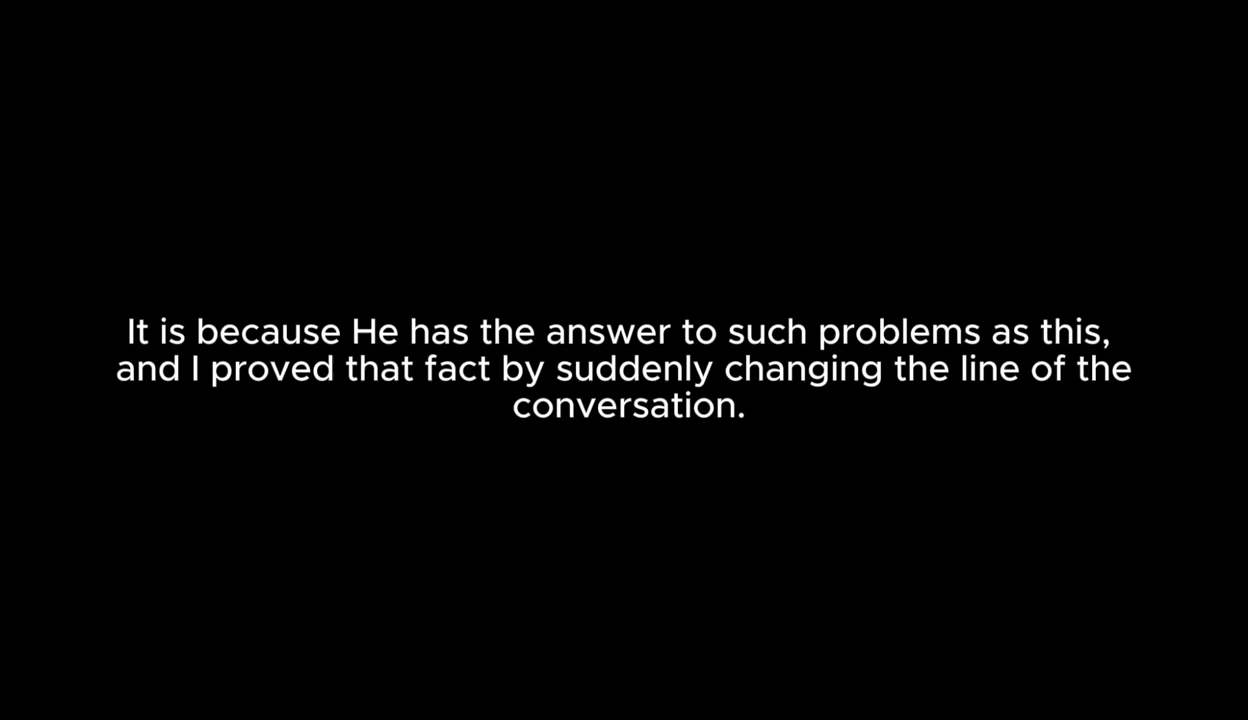 It is because He has the answer to such problems as this,
and I proved that fact by suddenly changing the line of the
conversation.